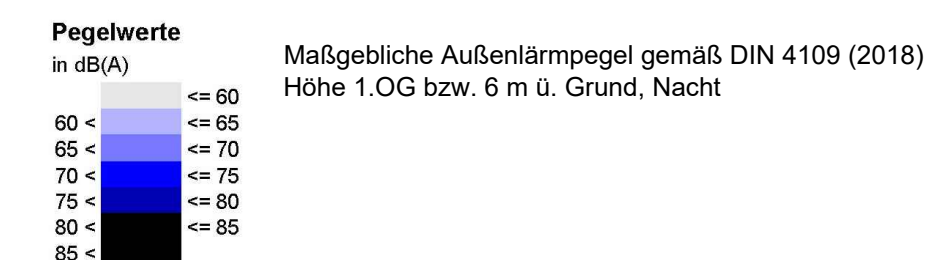 Pegelwerte
in dB(A)
Maßgebliche Außenlärmpegel gemäß DIN 4109 (2018)
Höhe 1.OG bzw. 6 m ü. Grund, Nacht
<= 60
60 < <= 65
65 < <= 70
70 < <= 75
75 < <= 80
80 < <= 85
85 <